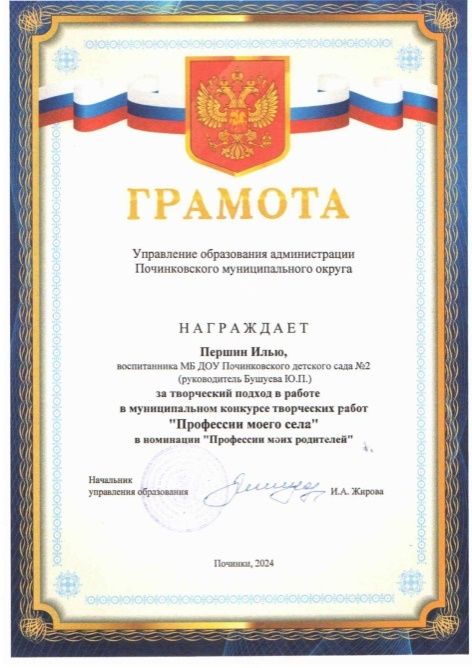 ГРАМОТА
Управление образования администрации
Починковского муниципального округа
НАГРАЖДАЕТ
Першин Илью,
воспитанника МБ ДОУ Починковского детского сада №2
(руководитель Бушуева Ю.П.)
за творческий подход в работе
в муниципальном конкурсе творческих работ
"Профессии моего села"
в номинации "Профессии моих родителей"
Начальник
управления образования И.А. Жирова
Починки, 2024